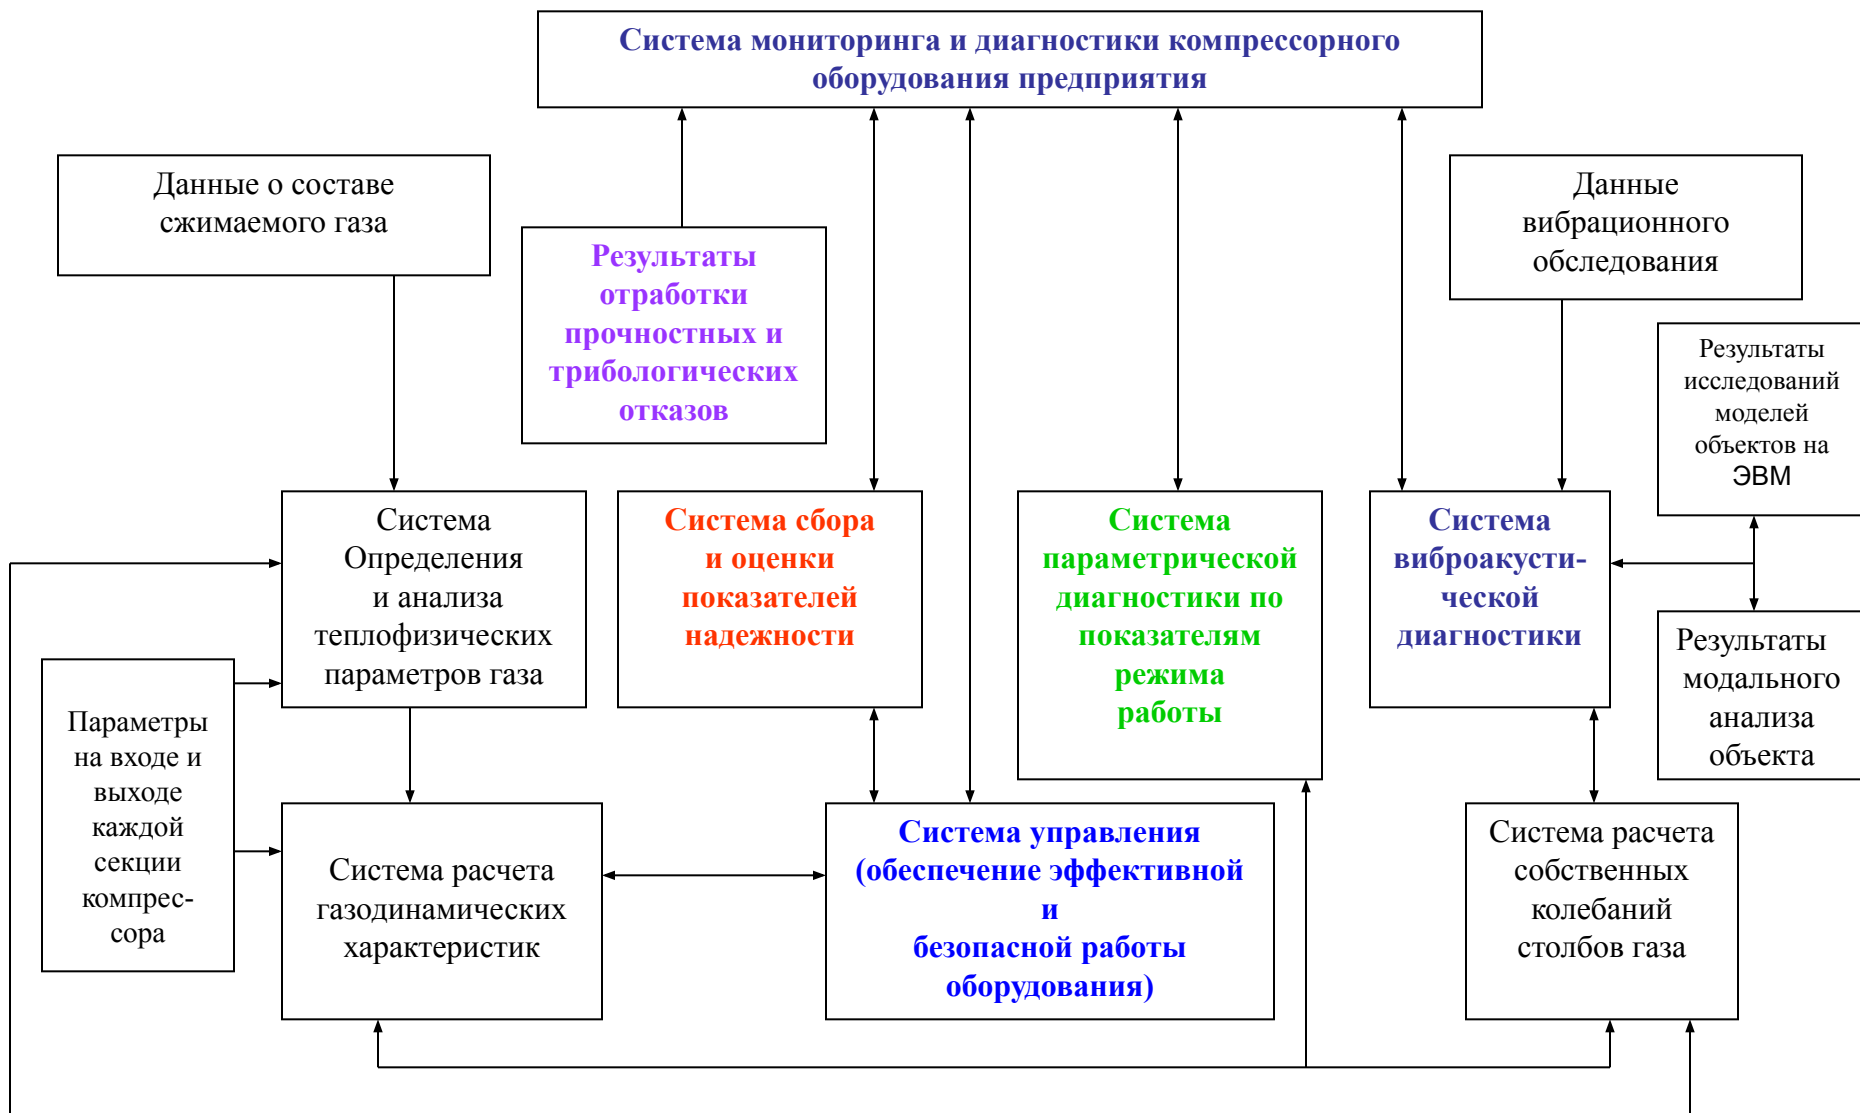 Система мониторинга и диагностики компрессорного
оборудования предприятия
Данные о составе
сжимаемого газа
Результаты
отработки
прочностных и
трибологических
отказов
Данные
вибрационного
обследования
Результаты
исследований
моделей
объектов на
ЭВМ
Система
Определения
и анализа
теплофизических
параметров газа
Система сбора
и оценки
показателей
надежности
Система
параметрической
диагностики по
показателям
режима
работы
Система
виброакусти-
ческой
диагностики
Результаты
модального
анализа
объекта
Параметры
на входе и
выходе
каждой
секции
компрес-
сора
Система расчета
газодинамических
характеристик
Система управления
(обеспечение эффективной
и
безопасной работы
оборудования)
Система расчета
собственных
колебаний
столбов газа